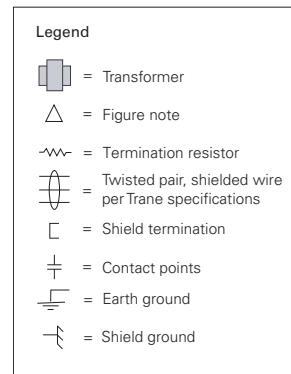 Legend
= Transformer
= Figure note
= Termination resistor
= Twisted pair, shielded wire
per Trane specifications
= Shield termination
= Contact points
= Earth ground
= Shield ground